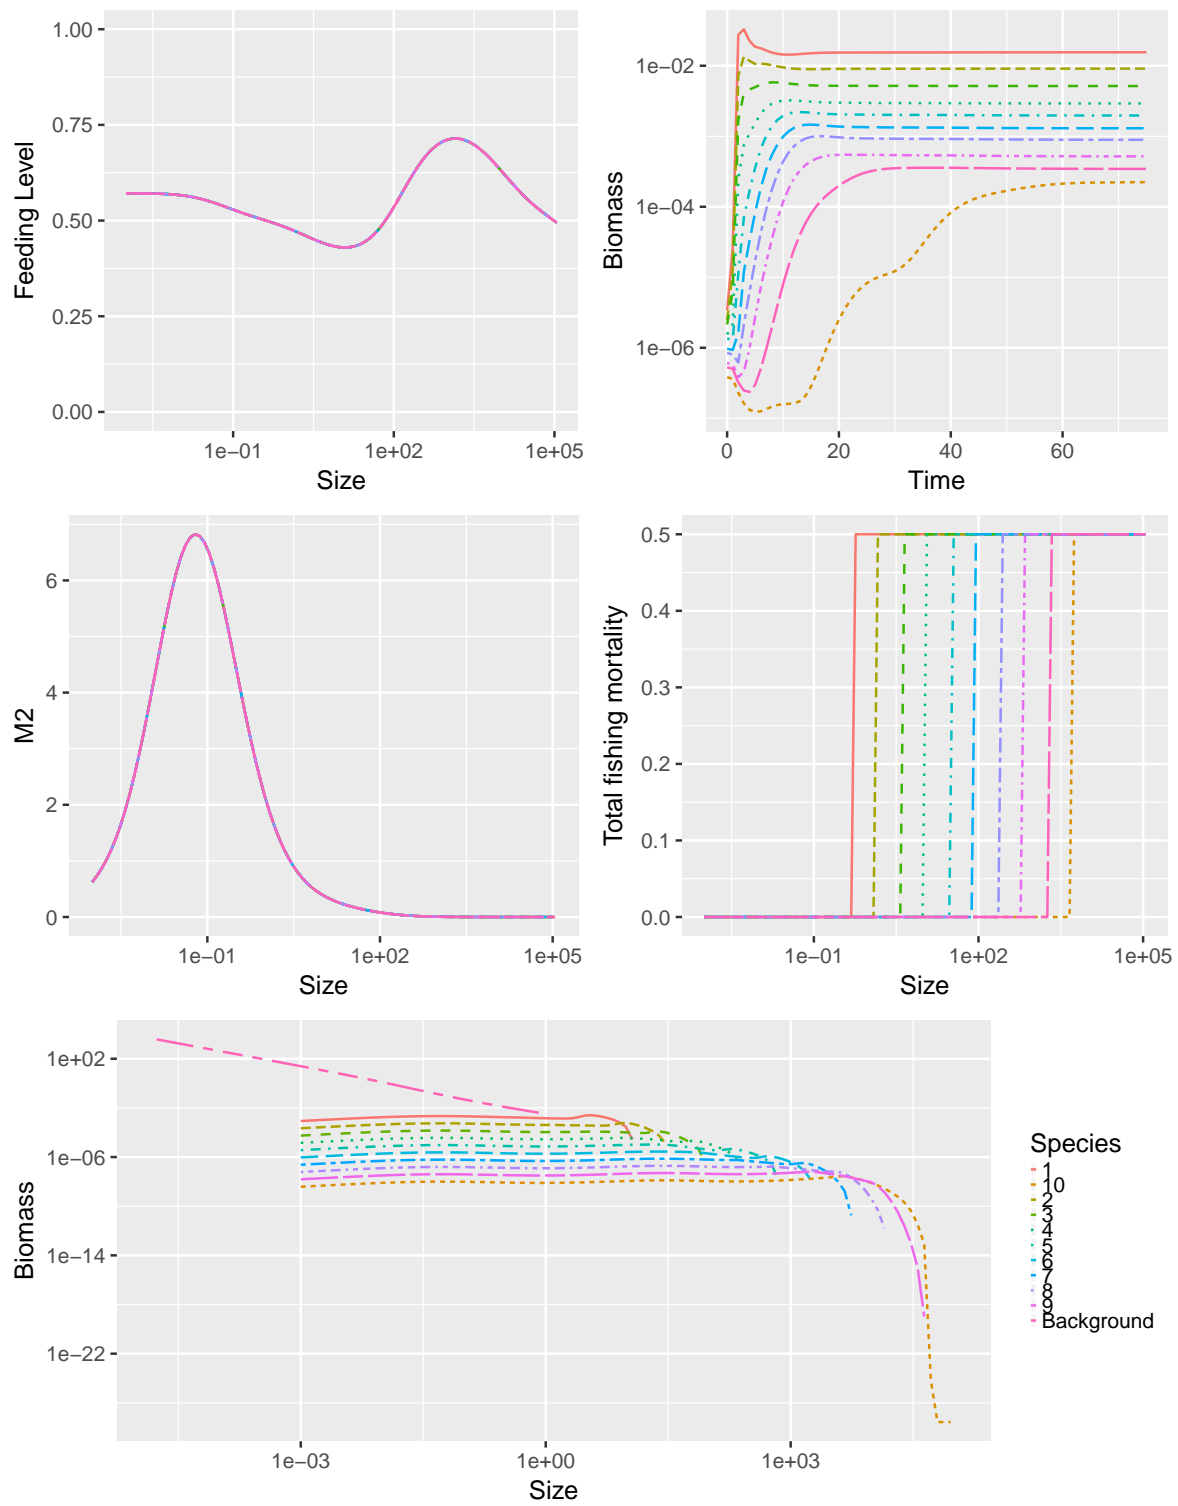 1.00
0.75
0.50
0.25
0.00
Feeding Level
1e−01
1e+02
1e+05
Size
1e−02
1e−04
1e−06
Biomass
0
20
40
60
Time
6
4
2
0
M2
1e−01
1e+02
1e+05
Size
0.5
0.4
0.3
0.2
0.1
0.0
Total fishing mortality
1e−01
1e+02
1e+05
Size
1e+02
1e−06
1e−14
1e−22
Biomass
1e−03
1e+00
1e+03
Size
Species
1
10
2
3
4
5
6
7
8
9
Background